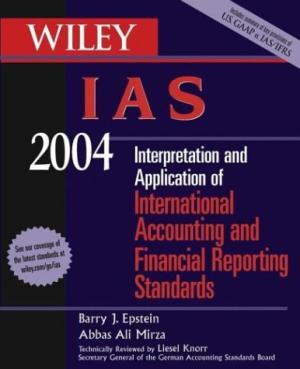 WILEY
Includes summary of key provisions of
U.S. GAAP v. IAS/IFRS
IAS
2004
Interpretation and
Application of
International
Accounting and
Financial Reporting
Standards
See our coverage of
the latest standards at
wiley.com/go/ias
Barry J. Epstein
Abbas Ali Mirza
Technically Reviewed by Liesel Knorr
Secretary General of the German Accounting Standards Board